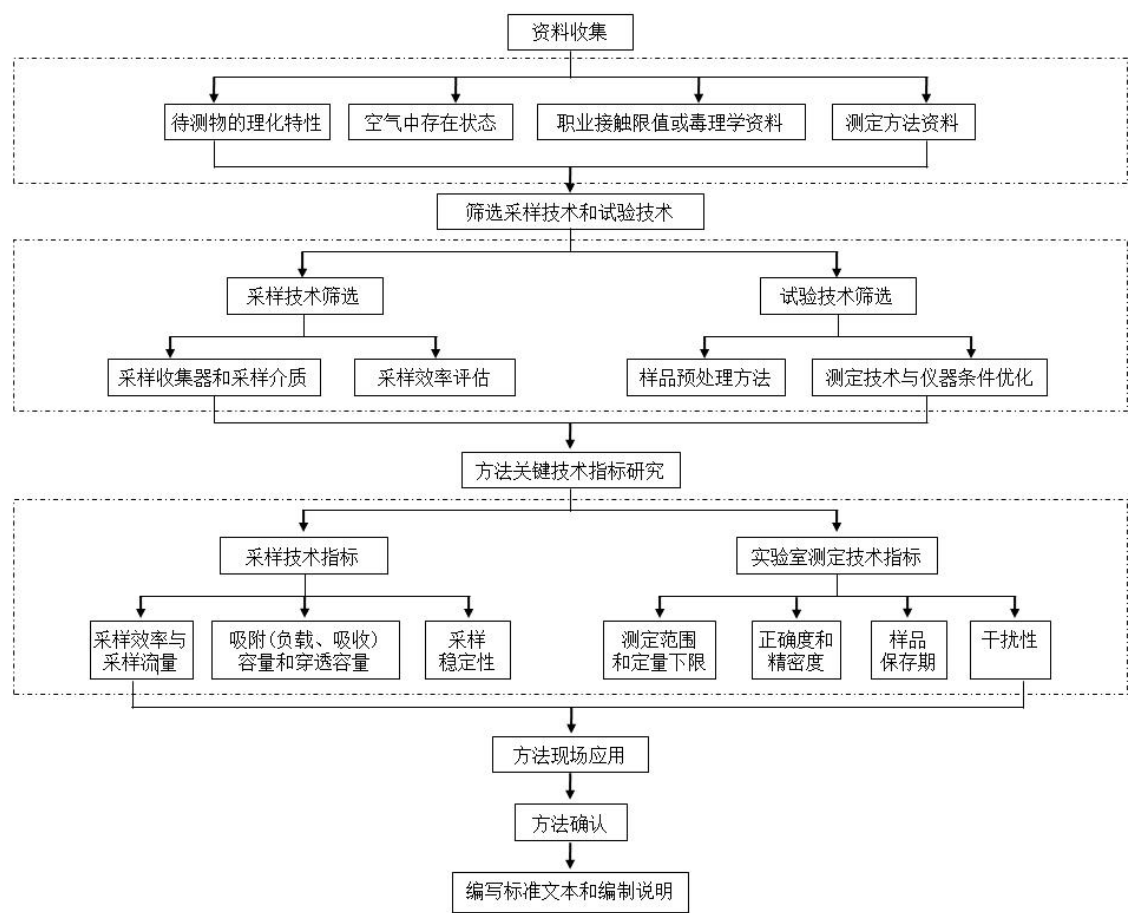 资料收集
待测物的理化特性
空气中存在状态
职业接触限值或毒理学资料
测定方法资料
筛选采样技术和试验技术
采样技术筛选
试验技术筛选
采样收集器和采样介质
采样效率评估
样品预处理方法
测定技术与仪器条件优化
方法关键技术指标研究
采样技术指标
实验室测定技术指标
采样效率与
采样流量
吸附(负载、吸收)
容量和穿透容量
采样
稳定性
测定范围
和定量下限
正确度和
精密度
样品
保存期
干扰性
方法现场应用
方法确认
编写标准文本和编制说明